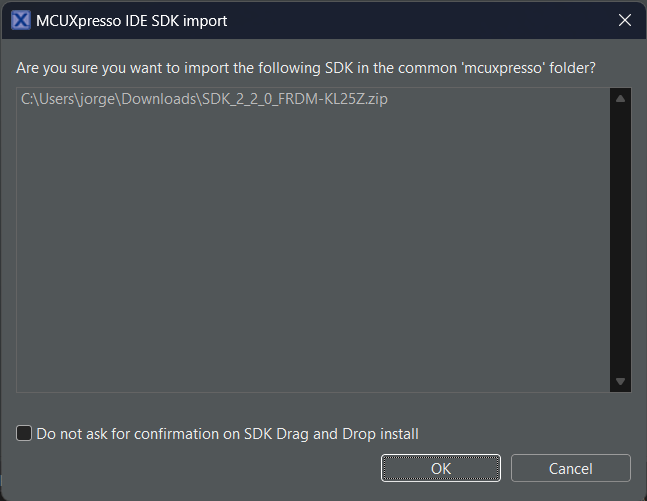 MCUXpresso IDE SDK import
Are you sure you want to import the following SDK in the common 'mcuxpresso' folder?
C:\Users\jorge\Downloads\SDK_2_2_0_FRDM-KL25Z.zip
Do not ask for confirmation on SDK Drag and Drop install
OK
Cancel